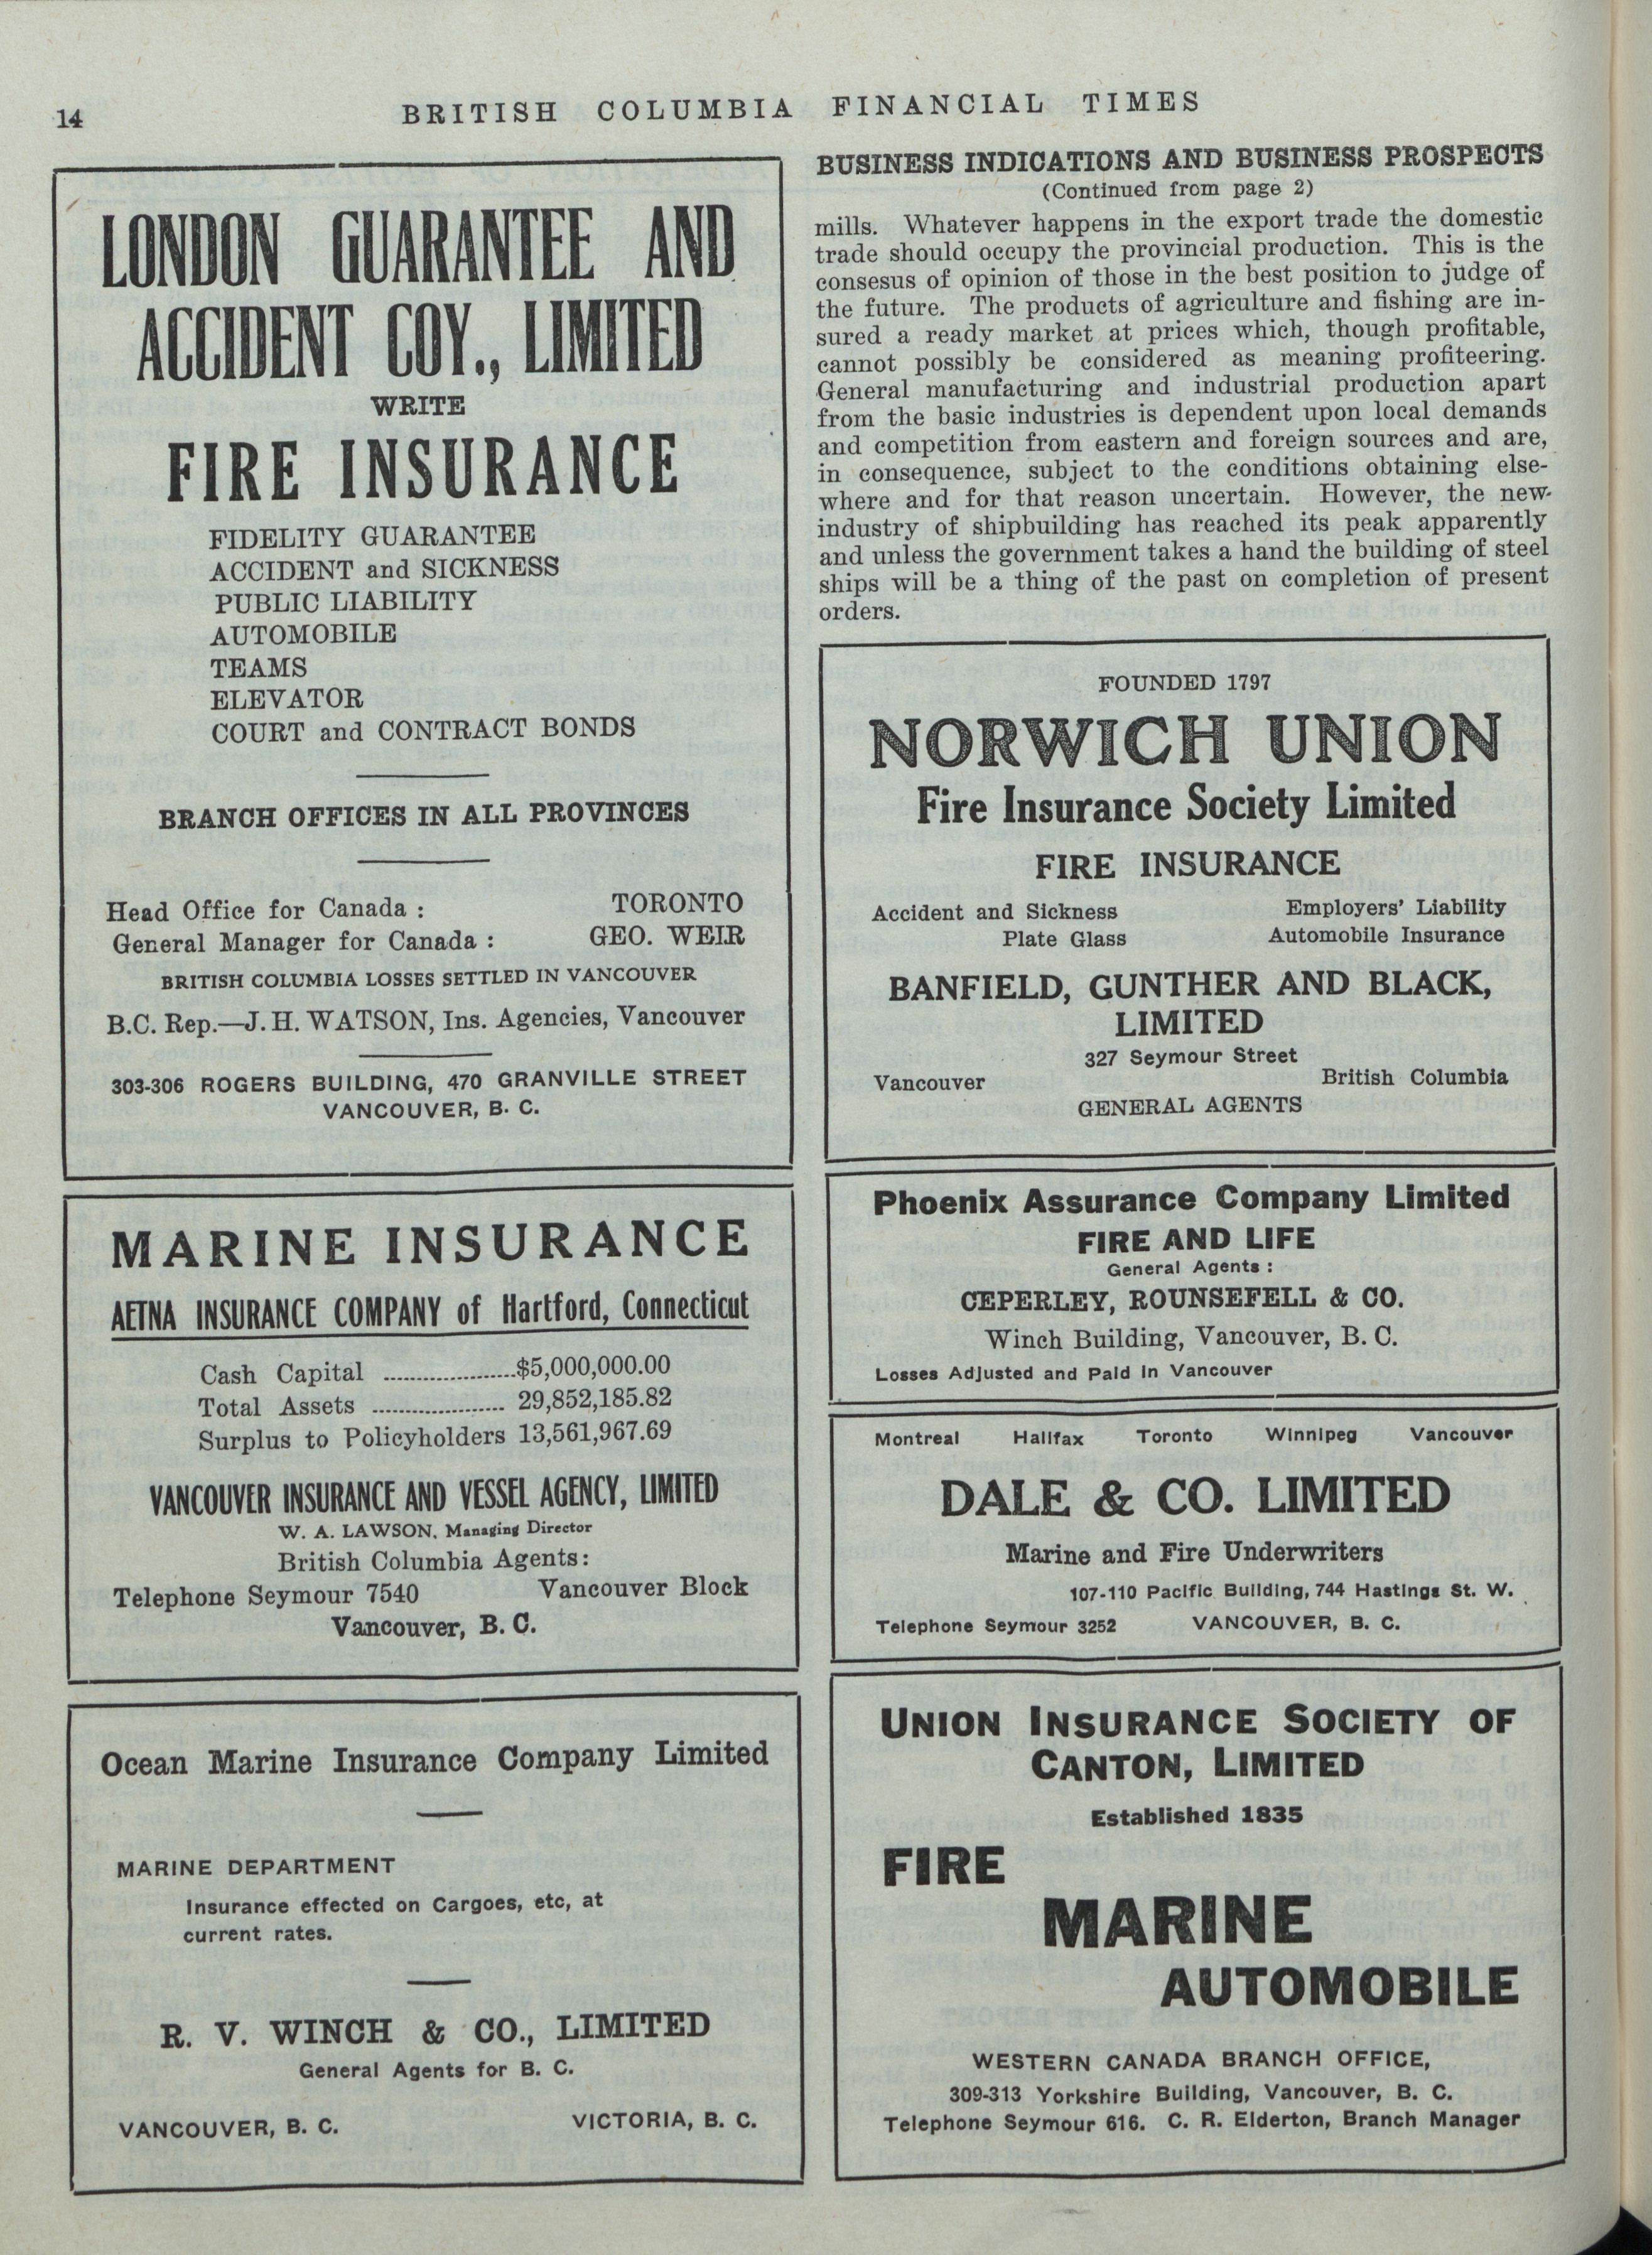 14
BRITISH COLUMBIA FINANCIAL TIMES
LONDON GUARANTEE AND
ACCIDENT COY., LIMITED
WRITE
FIRE INSURANCE
FIDELITY GUARANTEE
ACCIDENT and SICKNESS
PUBLIC LIABILITY
AUTOMOBILE
TEAMS
ELEVATOR
COURT and CONTRACT BONDS
BRANCH OFFICES IN ALL PROVINCES
Head Office for Canada : TORONTO
General Manager for Canada : GEO. WEIR
BRITISH COLUMBIA LOSSES SETTLED IN VANCOUVER
B.C. Rep.—J. H. WATSON, Ins. Agencies, Vancouver
303-306 ROGERS BUILDING, 470 GRANVILLE STREET
VANCOUVER, B. C.
MARINE INSURANCE
AETNA INSURANCE COMPANY of Hartford, Connecticut
Cash Capital ....................$5,000,000.00
Total Assets .................... 29,852,185.82
Surplus to Policyholders 13,561,967.69
VANCOUVER INSURANCE AND VESSEL AGENCY, LIMITED
W. A. LAWSON, Managing Director
British Columbia Agents:
Telephone Seymour 7540 Vancouver Block
Vancouver, B. C.
Ocean Marine Insurance Company Limited
MARINE DEPARTMENT
Insurance effected on Cargoes, etc, at
current rates.
R. V. WINCH & CO., LIMITED
General Agents for B. C.
VANCOUVER, B. C. VICTORIA, B. C.
BUSINESS INDICATIONS AND BUSINESS PROSPECTS
(Continued from page 2)
mills. Whatever happens in the export trade the domestic
trade should occupy the provincial production. This is the
consesus of opinion of those in the best position to judge of
the future. The products of agriculture and fishing are in-
sured a ready market at prices which, though profitable,
cannot possibly be considered as meaning profiteering.
General manufacturing and industrial production apart
from the basic industries is dependent upon local demands
and competition from eastern and foreign sources and are,
in consequence, subject to the conditions obtaining else-
where and for that reason uncertain. However, the new
industry of shipbuilding has reached its peak apparently
and unless the government takes a hand the building of steel
ships will be a thing of the past on completion of present
orders.
FOUNDED 1797
NORWICH UNION
Fire Insurance Society Limited
FIRE INSURANCE
Accident and Sickness Employers' Liability
Plate Glass Automobile Insurance
BANFIELD, GUNTHER AND BLACK,
LIMITED
327 Seymour Street
Vancouver British Columbia
GENERAL AGENTS
Phoenix Assurance Company Limited
FIRE AND LIFE
General Agents :
CEPERLEY, ROUNSEFELL & CO.
Winch Building, Vancouver, B. C.
Losses Adjusted and Paid in Vancouver
Montreal Halifax Toronto Winnipeg Vancouver
DALE & CO. LIMITED
Marine and Fire Underwriters
107-110 Pacific Building, 744 Hastings St. W.
Telephone Seymour 3252 VANCOUVER, B. C.
UNION INSURANCE SOCIETY OF
CANTON, LIMITED
Established 1835
FIRE
MARINE
AUTOMOBILE
WESTERN CANADA BRANCH OFFICE,
309-313 Yorkshire Building, Vancouver, B. C.
Telephone Seymour 616. C. R. Elderton, Branch Manager